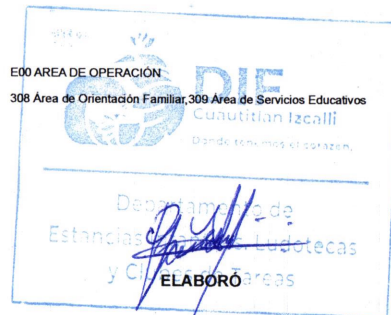 E00 AREA DE OPERACIÓN
DIF
308 Área de Orientación Familiar,309 Área de Servicios Educativos
Cuautitlán Izcalli
Donde tenemos el corazón.
Departamento de
Estancias Ludotecas
y Clubes de Tareas
ELABORÓ